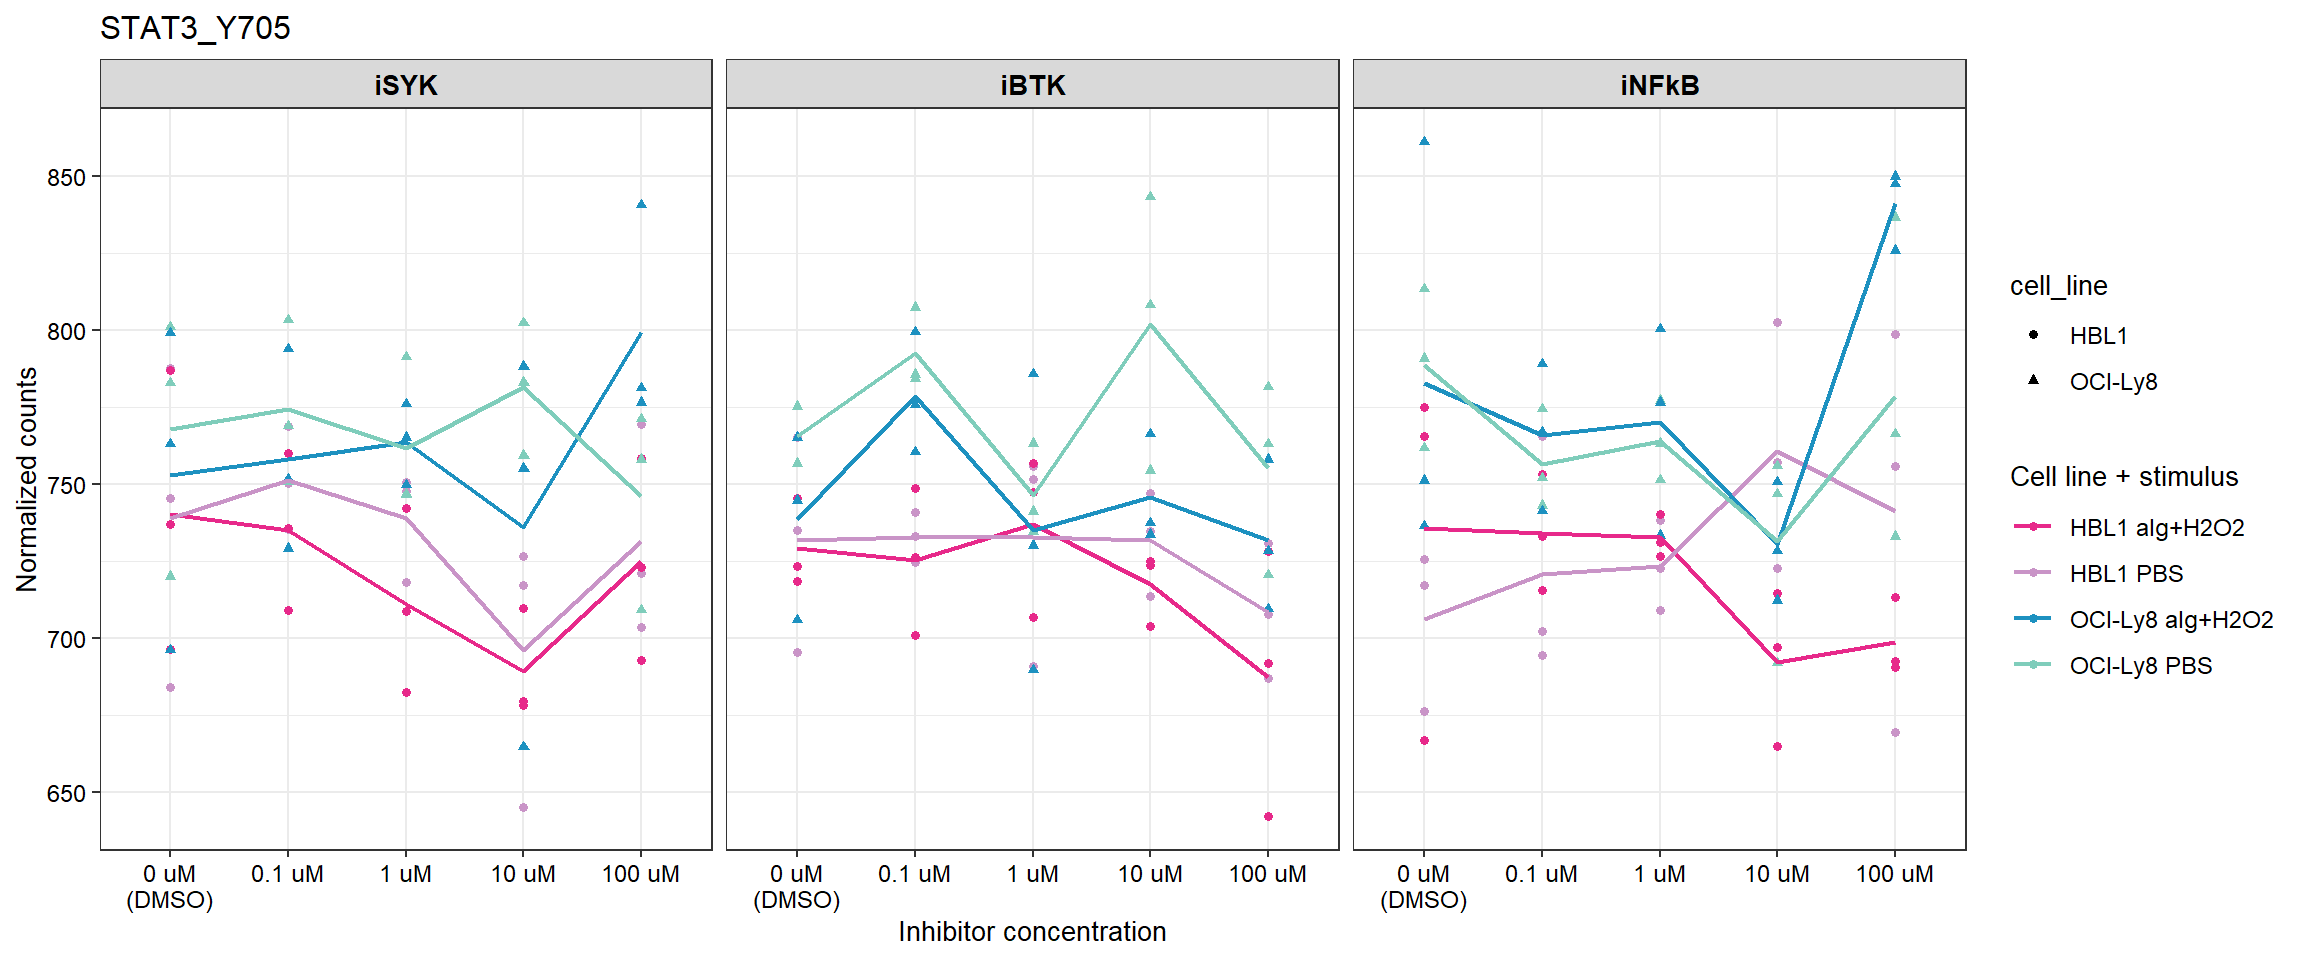 STAT3_Y705
iSYK
iBTK
iNFkB
Normalized counts
850
800
750
700
650
0 uM
(DMSO)
0.1 uM
1 uM
10 uM
100 uM
0 uM
(DMSO)
0.1 uM
1 uM
10 uM
100 uM
0 uM
(DMSO)
0.1 uM
1 uM
10 uM
100 uM
Inhibitor concentration
cell_line
HBL1
OCI-Ly8
Cell line + stimulus
HBL1 aIg+H2O2
HBL1 PBS
OCI-Ly8 aIg+H2O2
OCI-Ly8 PBS